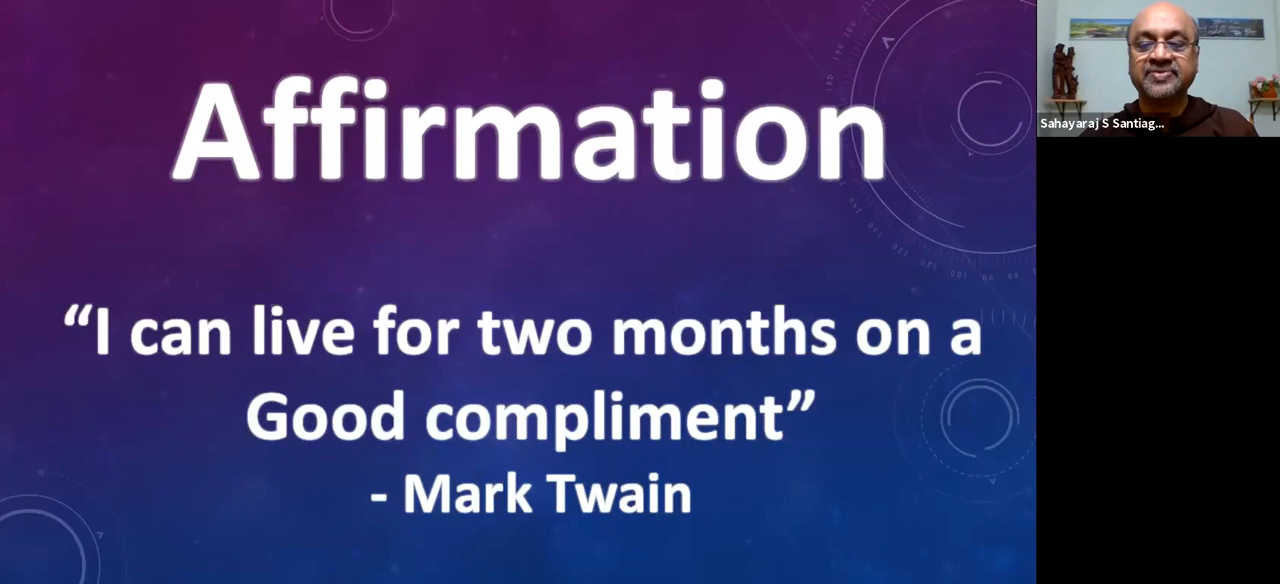 Affirmation
“I can live for two months on a
Good compliment”
- Mark Twain
Sahayaraj S Santiag...